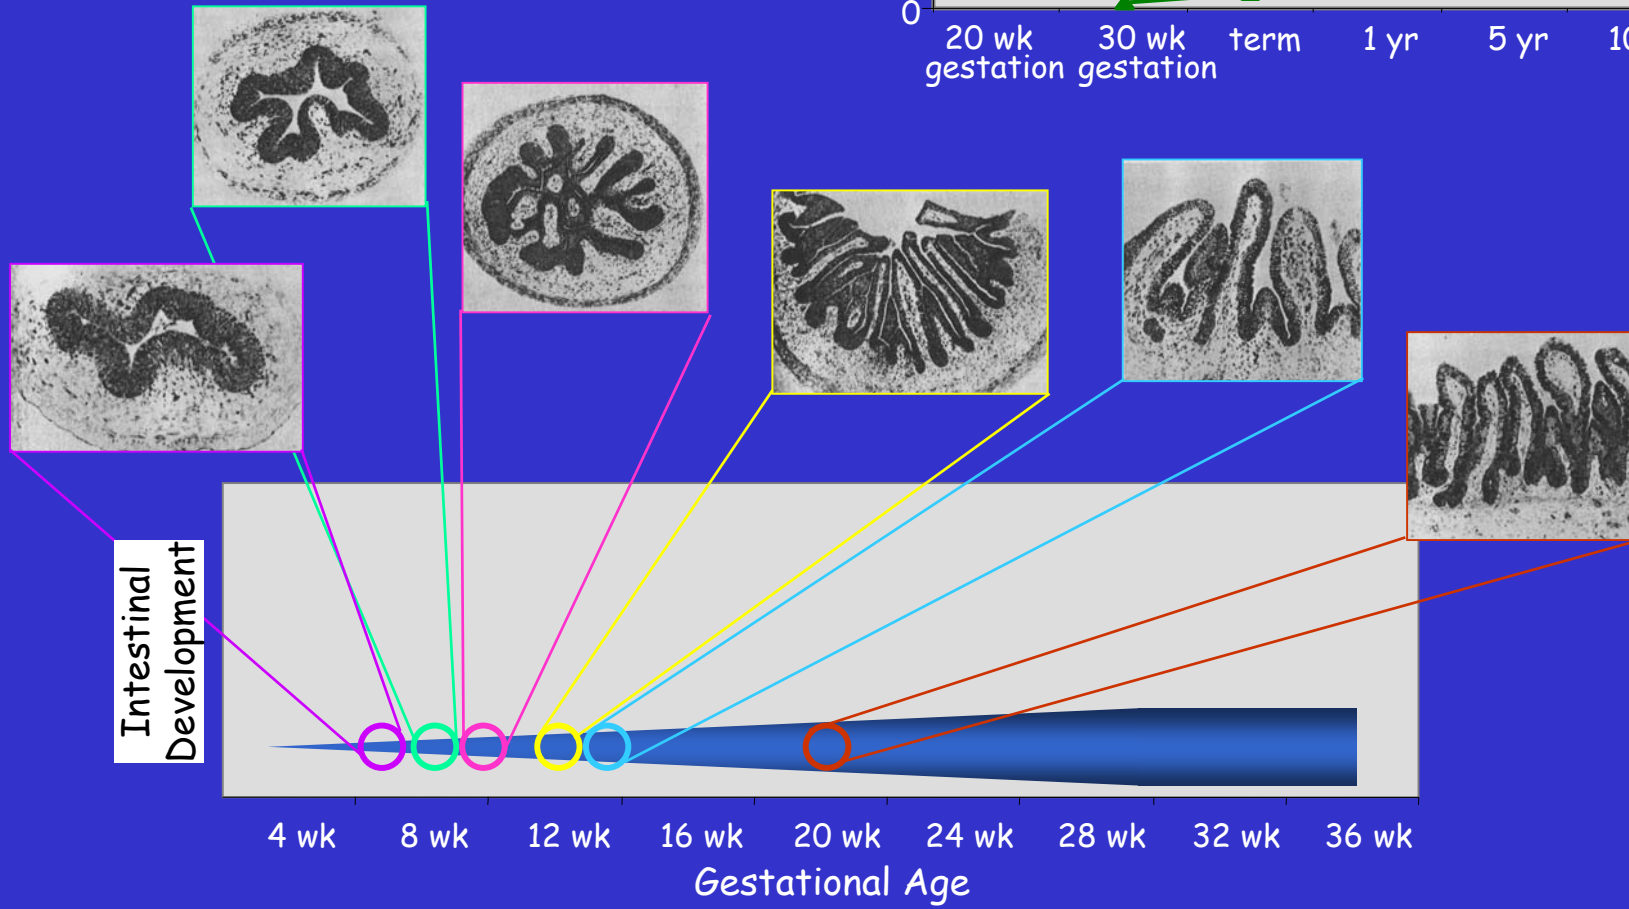 0
20 wk 30 wk term 1 yr 5 yr
gestation gestation
Intestinal
Development
4 wk 8 wk 12 wk 16 wk 20 wk 24 wk 28 wk 32 wk 36 wk
Gestational Age